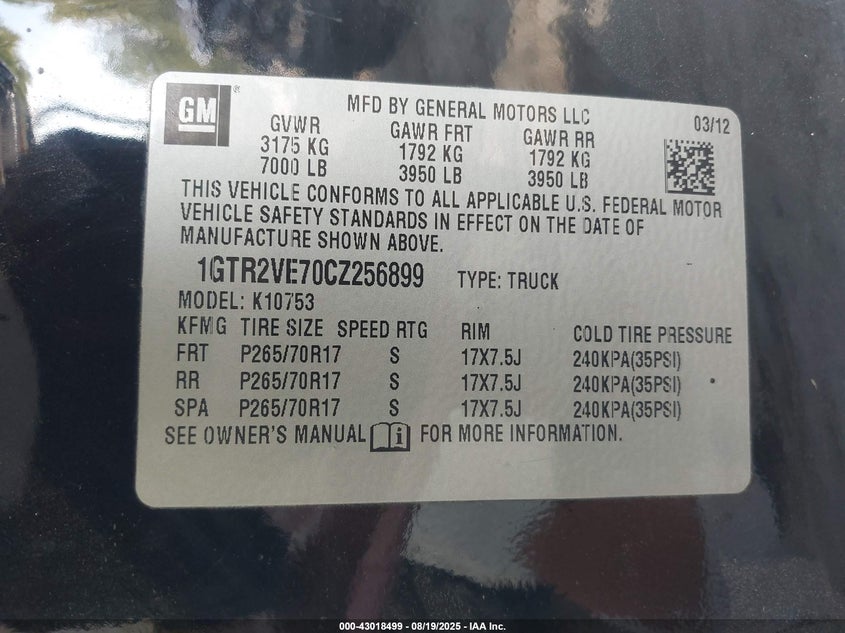 GM®
MFD BY GENERAL MOTORS LLC
03/12
GVWR GAWR FRT GAWR RR
3175 KG 1792 KG 1792 KG
7000 LB 3950 LB 3950 LB
THIS VEHICLE CONFORMS TO ALL APPLICABLE U.S. FEDERAL MOTOR
VEHICLE SAFETY STANDARDS IN EFFECT ON THE DATE OF
MANUFACTURE SHOWN ABOVE.
1GTR2VE70CZ256899 TYPE: TRUCK
MODEL: K10753
KFMG TIRE SIZE SPEED RTG RIM COLD TIRE PRESSURE
FRT P265/70R17 S 17X7.5J 240KPA(35PSI)
RR P265/70R17 S 17X7.5J 240KPA(35PSI)
SPA P265/70R17 S 17X7.5J 240KPA(35PSI)
SEE OWNER'S MANUAL FOR MORE INFORMATION.
000-43018499 - 08/19/2025 - IAA Inc.